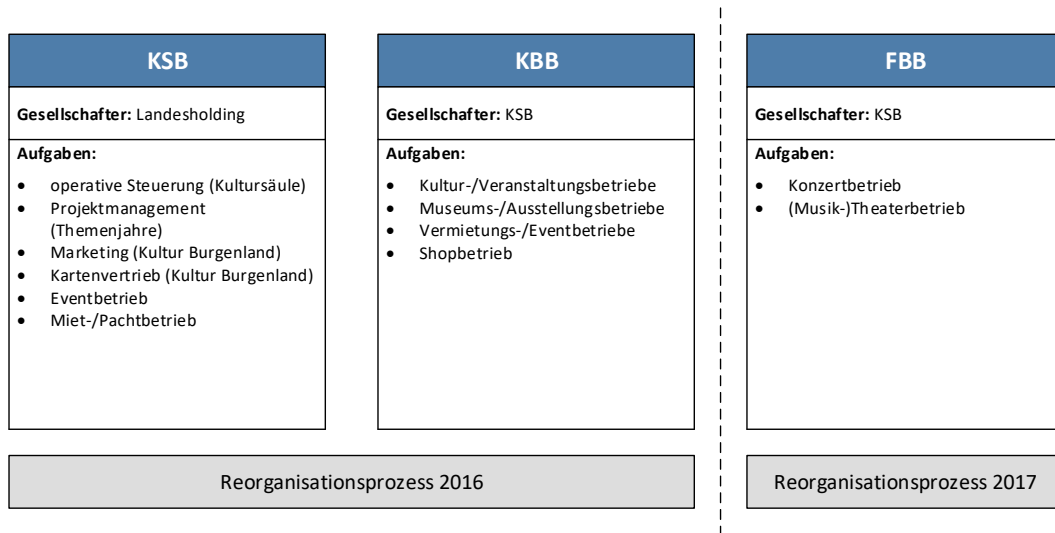 KSB
Gesellschafter: Landesholding
Aufgaben:
• operative Steuerung (Kultursäule)
• Projektmanagement
(Themenjahre)
• Marketing (Kultur Burgenland)
• Kartenvertrieb (Kultur Burgenland)
• Eventbetrieb
• Miet-/Pachtbetrieb
KBB
Gesellschafter: KSB
Aufgaben:
• Kultur-/Veranstaltungsbetriebe
• Museums-/Ausstellungsbetriebe
• Vermietungs-/Eventbetriebe
• Shopbetrieb
FBB
Gesellschafter: KSB
Aufgaben:
• Konzertbetrieb
• (Musik-)Theaterbetrieb
Reorganisationsprozess 2016
Reorganisationsprozess 2017